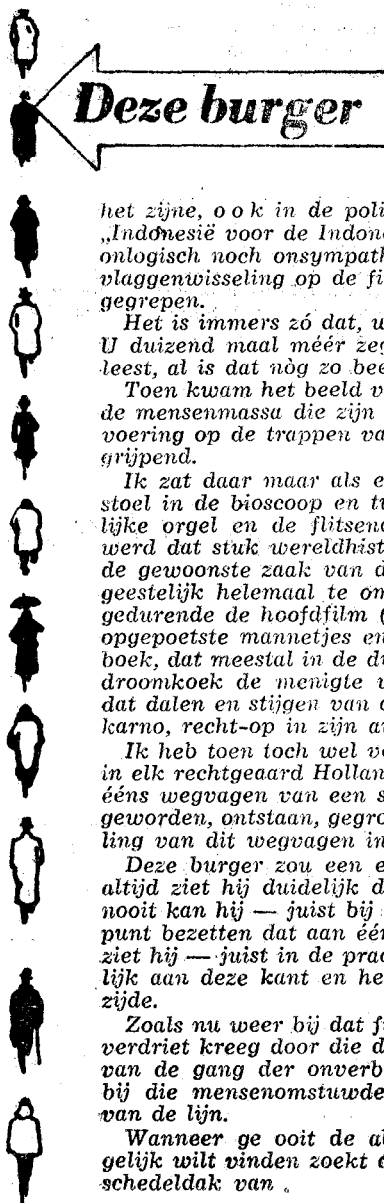 Deze burger
het zijne, ook in de poli
„Indonesië voor de Indone
onlogisch noch onsympath
vlaggenwisseling op de fi
gegrepen.
Het is immers zó dat, u
U duizend maal méér zeg
leest, al is dat nòg zo bee
Toen kwam het beeld v
de mensenmassa die zijn
voering op de trappen va
grijpend.
Ik zat daar maar als e
stoel in de bioscoop en tu
lijke orgel en de flitsend
werd dat stuk wereldhist
de gewoonste zaak van d
geestelijk helemaal te om
gedurende de hoofdfilm (
opgepoetste mannetjes en
boek, dat meestal in de du
droomkoek de menigte v
dat dalen en stijgen van d
karno, recht-op in zijn au
Ik heb toen toch wel ve
in elk rechtgeaard Holland
ééns wegvagen van een s
geworden, ontstaan, gegro
ling van dit wegvagen in
Deze burger zou een e
altijd ziet hij duidelijk d
nooit kan hij — juist bij
punt bezetten dat aan één
ziet hij — juist in de prac
lijk aan deze kant en he
zijde.
Zoals nu weer bij dat f
verdriet kreeg door die d
van de gang der onverb
bij die mensenomstuwde
van de lijn.
Wanneer ge ooit de al
gelijk wilt vinden zoekt
schedeldak van